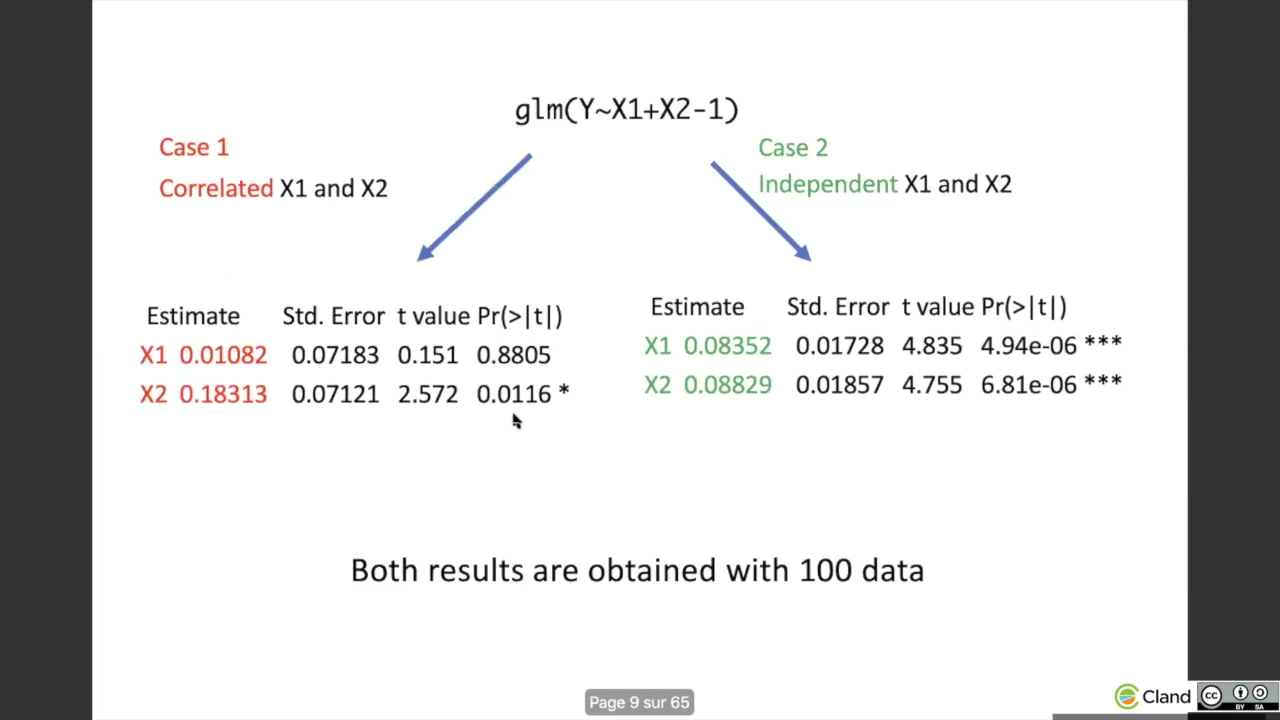 glm(Y~X1+X2-1)
Case 1
Correlated X1 and X2
Case 2
Independent X1 and X2
Estimate Std. Error t value Pr(>|t|)
X1 0.01082 0.07183 0.151 0.8805
X2 0.18313 0.07121 2.572 0.0116 *
Estimate Std. Error t value Pr(>|t|)
X1 0.08352 0.01728 4.835 4.94e-06 ***
X2 0.08829 0.01857 4.755 6.81e-06 ***
Both results are obtained with 100 data
Page 9 sur 65
Cland
cc
BY SA